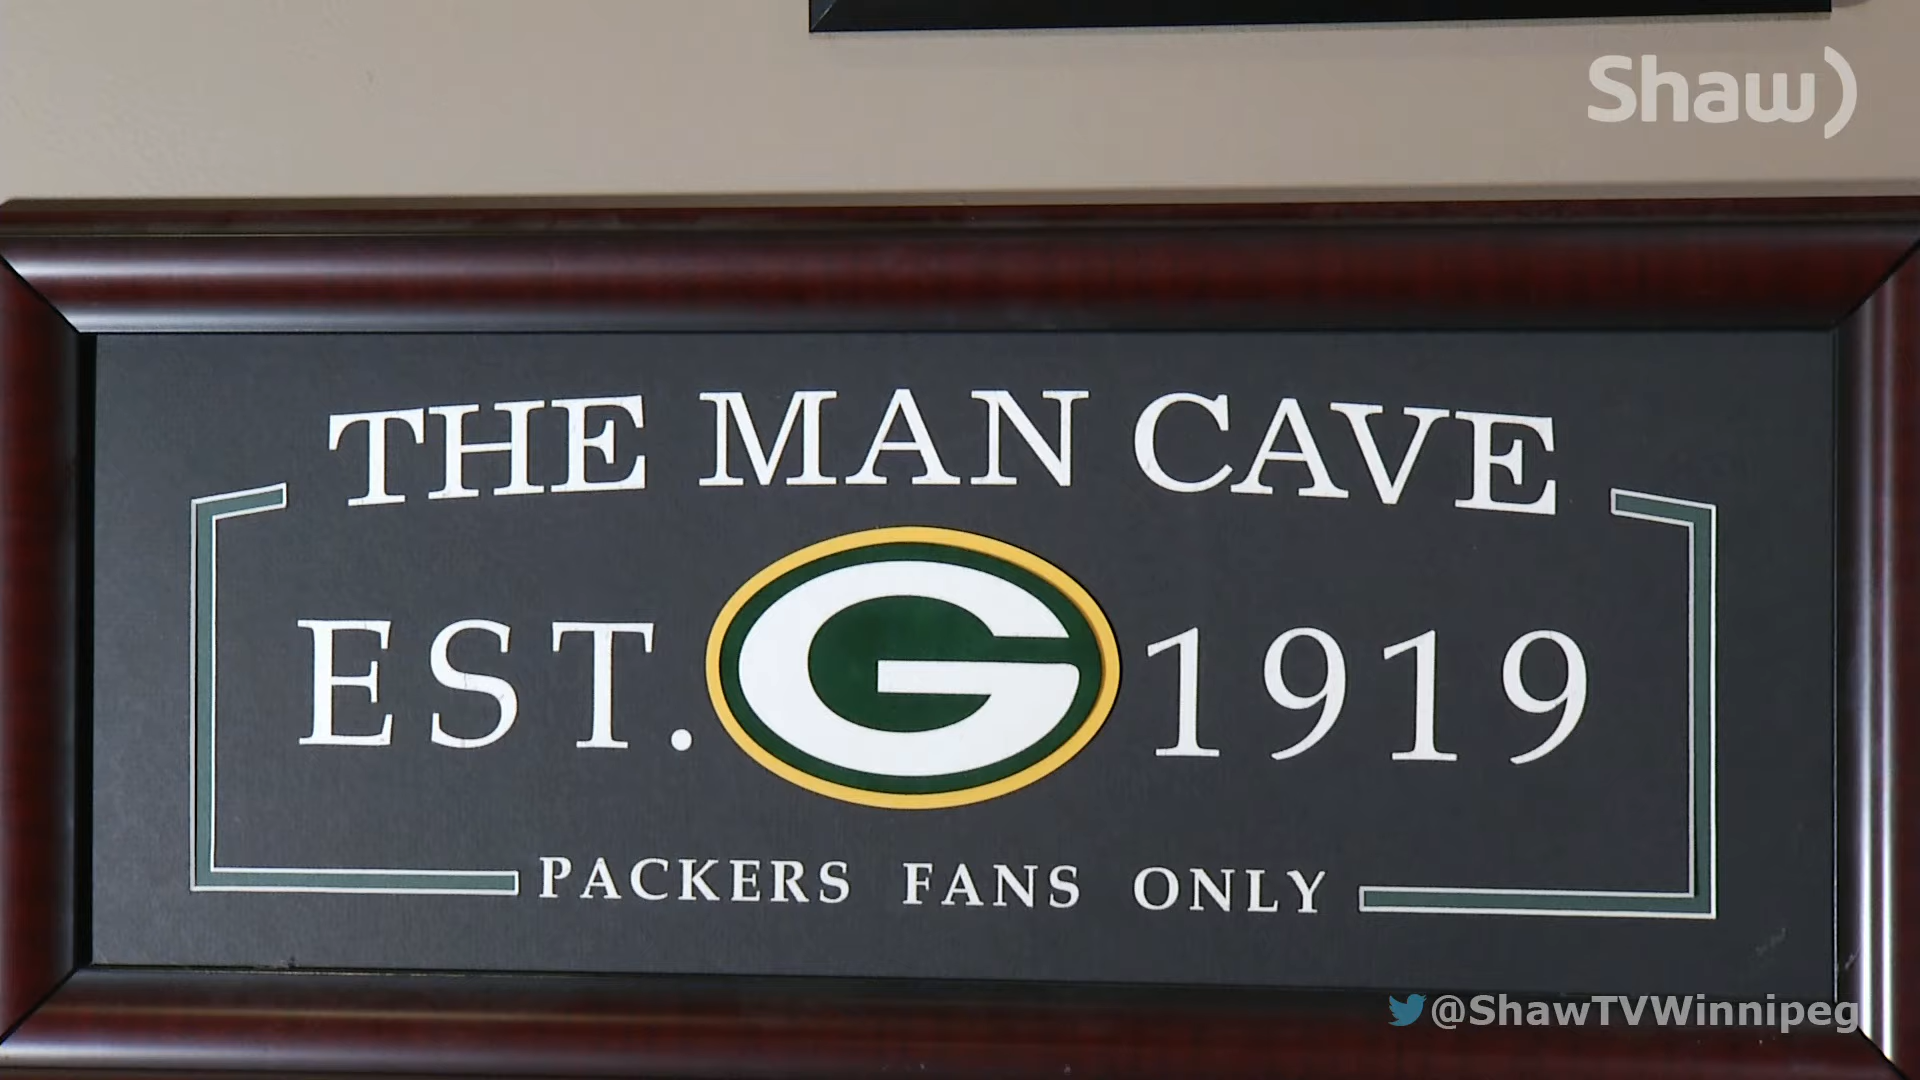 Shaw)
THE MAN CAVE
EST. G 1919
PACKERS FANS ONLY
@ShawTVWinnipeg